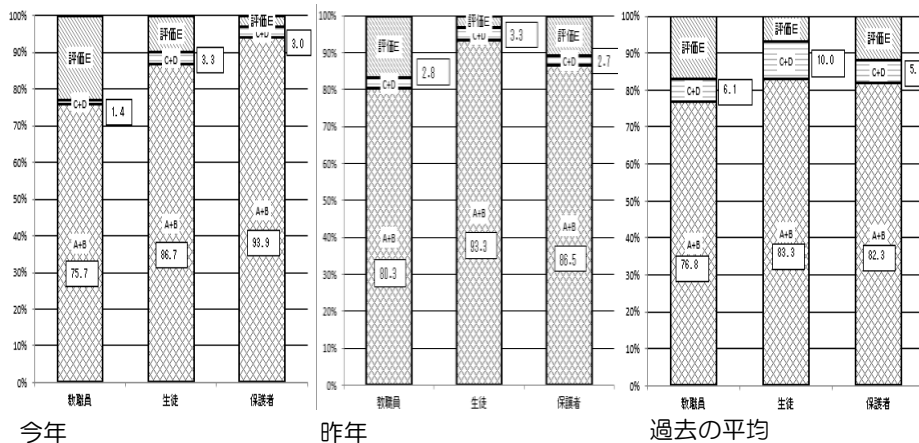 100%
90%
80%
70%
60%
50%
40%
30%
20%
10%
0%
評価E
C+D
1.4
A+B
75.7
教職員
評価E
C+D
3.3
A+B
86.7
生徒
評価E
C+D
3.0
A+B
93.9
保護者
今年
100%
90%
80%
70%
60%
50%
40%
30%
20%
10%
0%
評価E
C+D
2.8
A+B
80.3
教職員
評価E
C+D
3.3
A+B
93.3
生徒
評価E
C+D
2.7
A+B
86.5
保護者
昨年
100%
90%
80%
70%
60%
50%
40%
30%
20%
10%
0%
評価E
C+D
6.1
A+B
76.8
教職員
評価E
C+D
10.0
A+B
83.3
生徒
評価E
C+D
5.
A+B
82.3
保護者
過去の平均